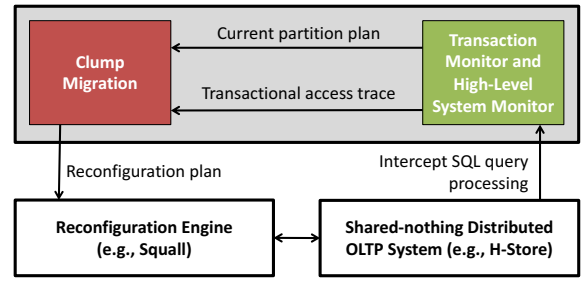 Current partition plan
Clump
Migration
Transactional access trace
Transaction
Monitor and
High-Level
System Monitor
Reconfiguration plan
Intercept SQL query
processing
Reconfiguration Engine
(e.g., Squall)
Shared-nothing Distributed
OLTP System (e.g., H-Store)